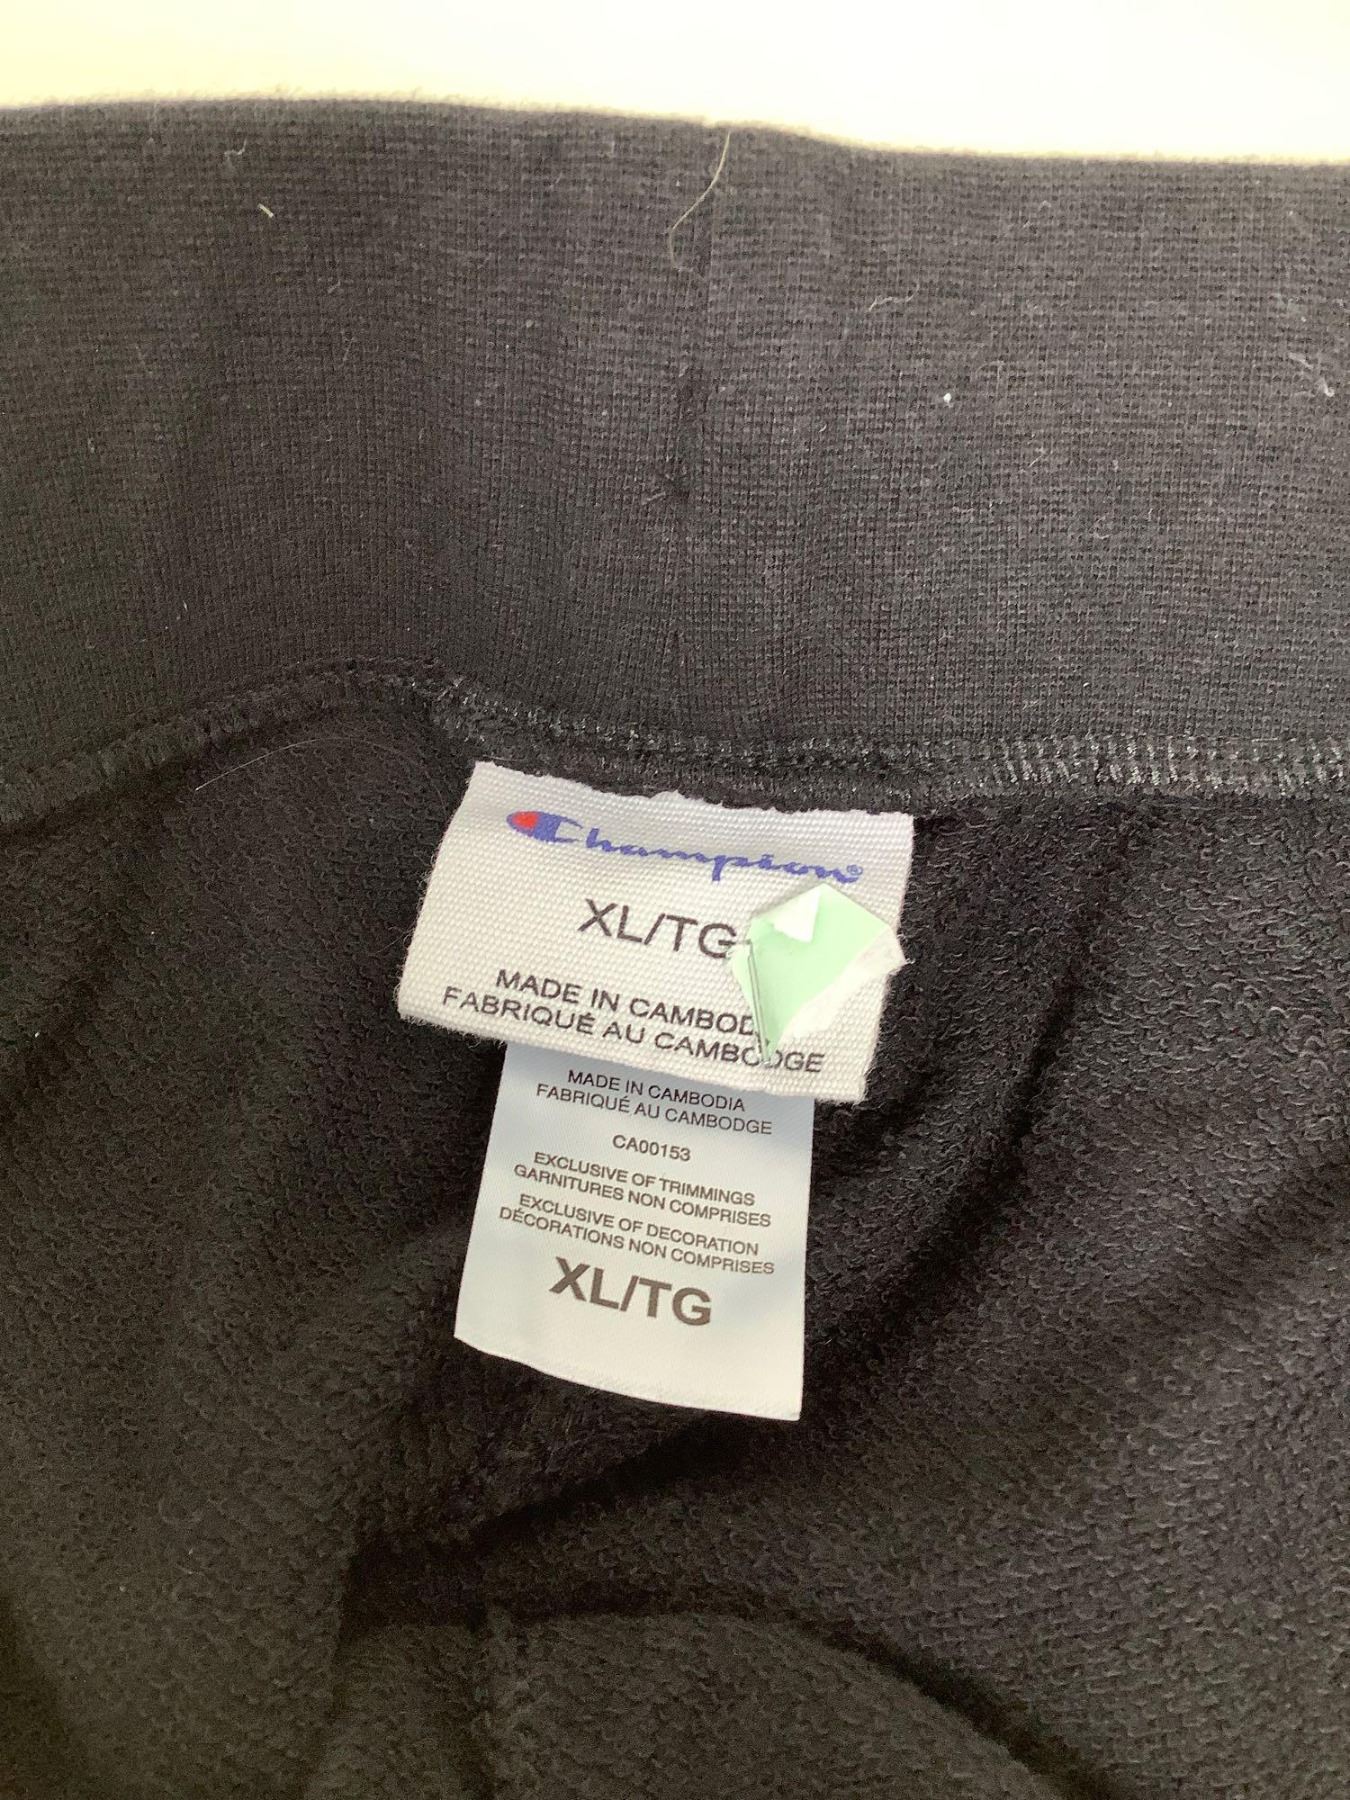 Champion®
XL/TG
MADE IN CAMBOD
FABRIQUÉ AU CAMBODGE
MADE IN CAMBODIA
FABRIQUÉ AU CAMBODGE
CA00153
EXCLUSIVE OF TRIMMINGS
GARNITURES NON COMPRISES
EXCLUSIVE OF DECORATION
DÉCORATIONS NON COMPRISES
XL/TG